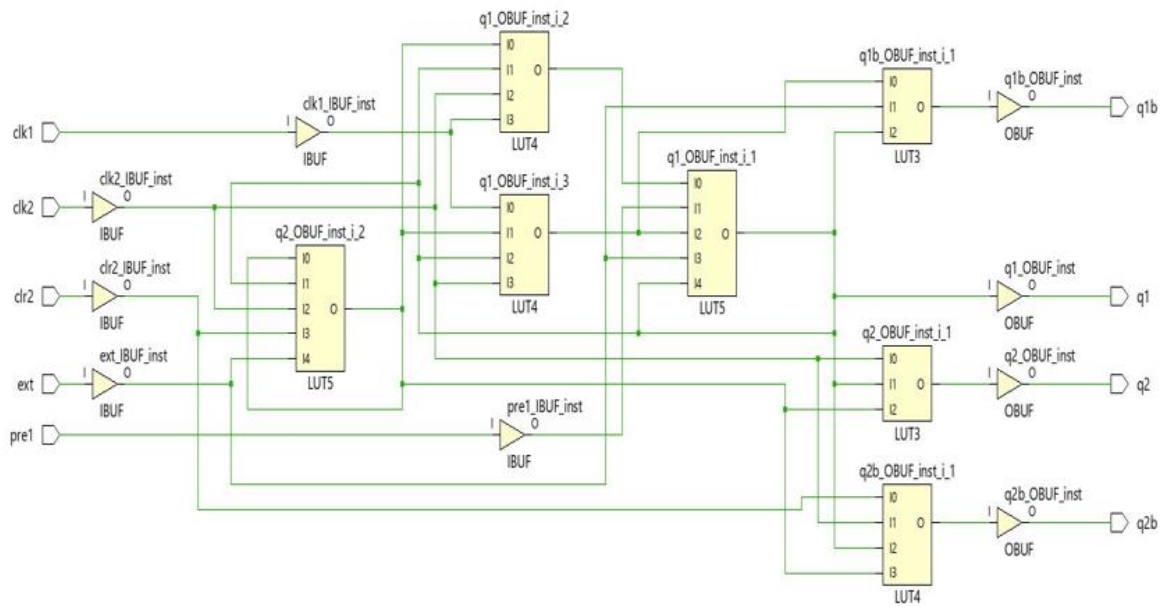 q1_OBUF_inst_i_2
I0
I1
I2
I3
O
LUT4
q1b_OBUF_inst_i_1
I0
I1
I2
O
LUT3
q1b_OBUF_inst
I
O
OBUF
q1b
clk1
clk1_IBUF_inst
I
O
IBUF
clk2
clk2_IBUF_inst
I
O
IBUF
q1_OBUF_inst_i_3
I0
I1
I2
I3
O
LUT4
q1_OBUF_inst_i_1
I0
I1
I2
I3
I4
O
LUT5
q2_OBUF_inst_i_2
I0
I1
I2
I3
I4
O
LUT5
clr2
clr2_IBUF_inst
I
O
IBUF
q1_OBUF_inst
I
O
OBUF
q1
ext
ext_IBUF_inst
I
O
IBUF
q2_OBUF_inst_i_1
I0
I1
I2
O
LUT3
q2_OBUF_inst
I
O
OBUF
q2
pre1
pre1_IBUF_inst
I
O
IBUF
q2b_OBUF_inst_i_1
I0
I1
I2
I3
O
LUT4
q2b_OBUF_inst
I
O
OBUF
q2b